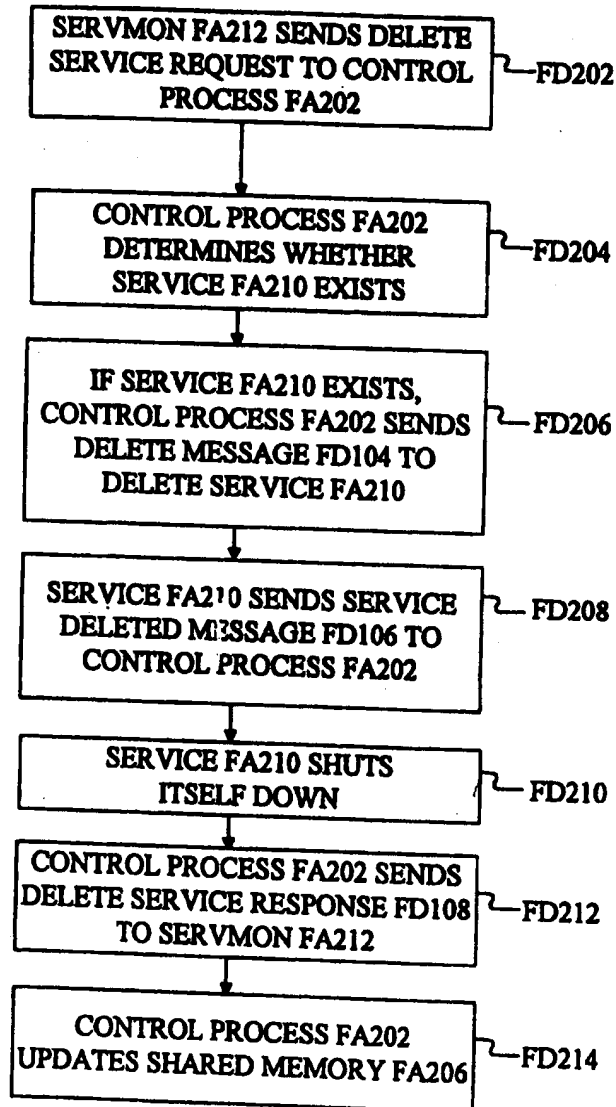 SERVMON FA212 SENDS DELETE
SERVICE REQUEST TO CONTROL
PROCESS FA202
FD202
CONTROL PROCESS FA202
DETERMINES WHETHER
SERVICE FA210 EXISTS
FD204
IF SERVICE FA210 EXISTS,
CONTROL PROCESS FA202 SENDS
DELETE MESSAGE FD104 TO
DELETE SERVICE FA210
FD206
SERVICE FA210 SENDS SERVICE
DELETED MESSAGE FD106 TO
CONTROL PROCESS FA202
FD208
SERVICE FA210 SHUTS
ITSELF DOWN
FD210
CONTROL PROCESS FA202 SENDS
DELETE SERVICE RESPONSE FD108
TO SERVMON FA212
FD212
CONTROL PROCESS FA202
UPDATES SHARED MEMORY FA206
FD214